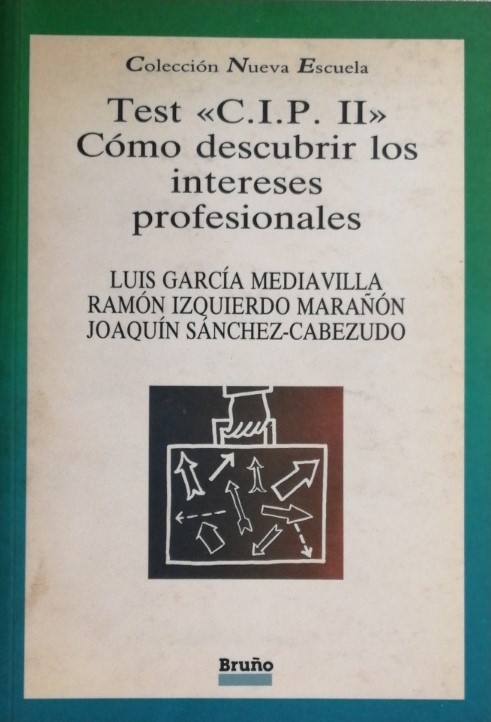 Colección Nueva Escuela
Test «C.I.P. II»
Cómo descubrir los
intereses
profesionales
LUIS GARCÍA MEDIAVILLA
RAMÓN IZQUIERDO MARAÑÓN
JOAQUÍN SÁNCHEZ-CABEZUDO
Bruño